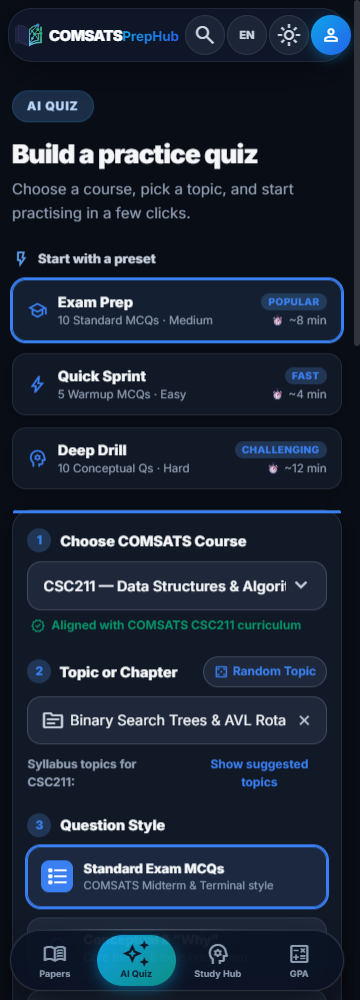 COMSATSPrepHub
EN
AI QUIZ
Build a practice quiz
Choose a course, pick a topic, and start
practising in a few clicks.
Start with a preset
Exam Prep
POPULAR
10 Standard MCQs · Medium
~8 min
Quick Sprint
FAST
5 Warmup MCQs · Easy
~4 min
Deep Drill
CHALLENGING
10 Conceptual Qs · Hard
~12 min
1 Choose COMSATS Course
CSC211 — Data Structures & Algorit
Aligned with COMSATS CSC211 curriculum
2 Topic or Chapter
Random Topic
Binary Search Trees & AVL Rota
Syllabus topics for
CSC211:
Show suggested
topics
3 Question Style
Standard Exam MCQs
COMSATS Midterm & Terminal style
Papers
AI Quiz
Study Hub
GPA